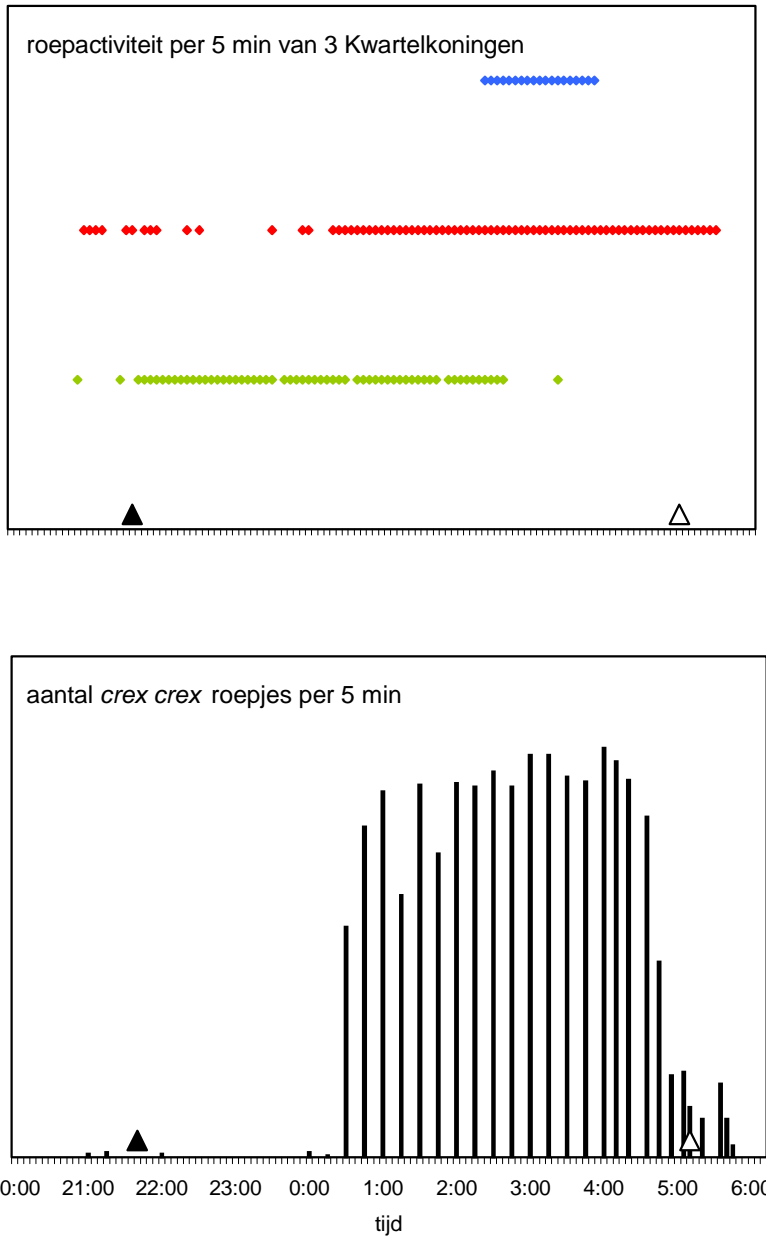 roepactiviteit per 5 min van 3 Kwartelkoningen
aantal crex crex roepjes per 5 min
0:00 21:00 22:00 23:00 0:00 1:00 2:00 3:00 4:00 5:00 6:00
tijd